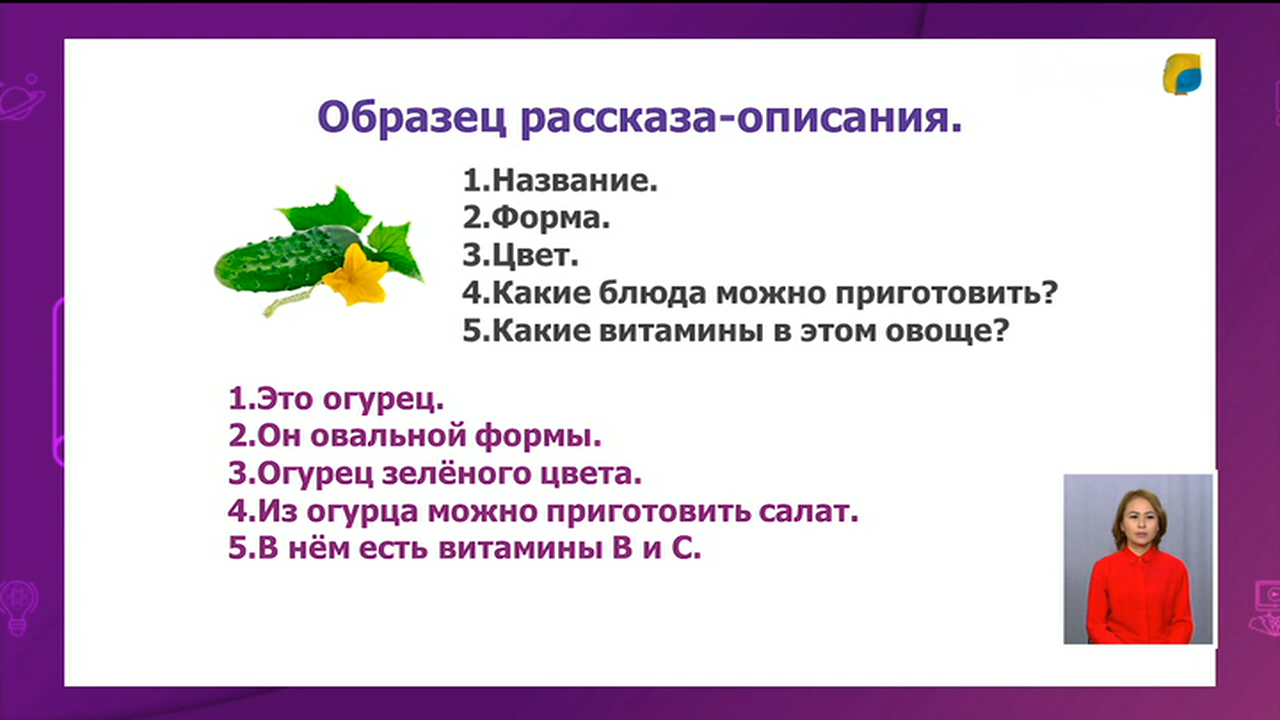 Образец рассказа-описания.
1.Название.
2.Форма.
3.Цвет.
4.Какие блюда можно приготовить?
5.Какие витамины в этом овоще?
1.Это огурец.
2.Он овальной формы.
3.Огурец зелёного цвета.
4.Из огурца можно приготовить салат.
5.В нём есть витамины В и С.